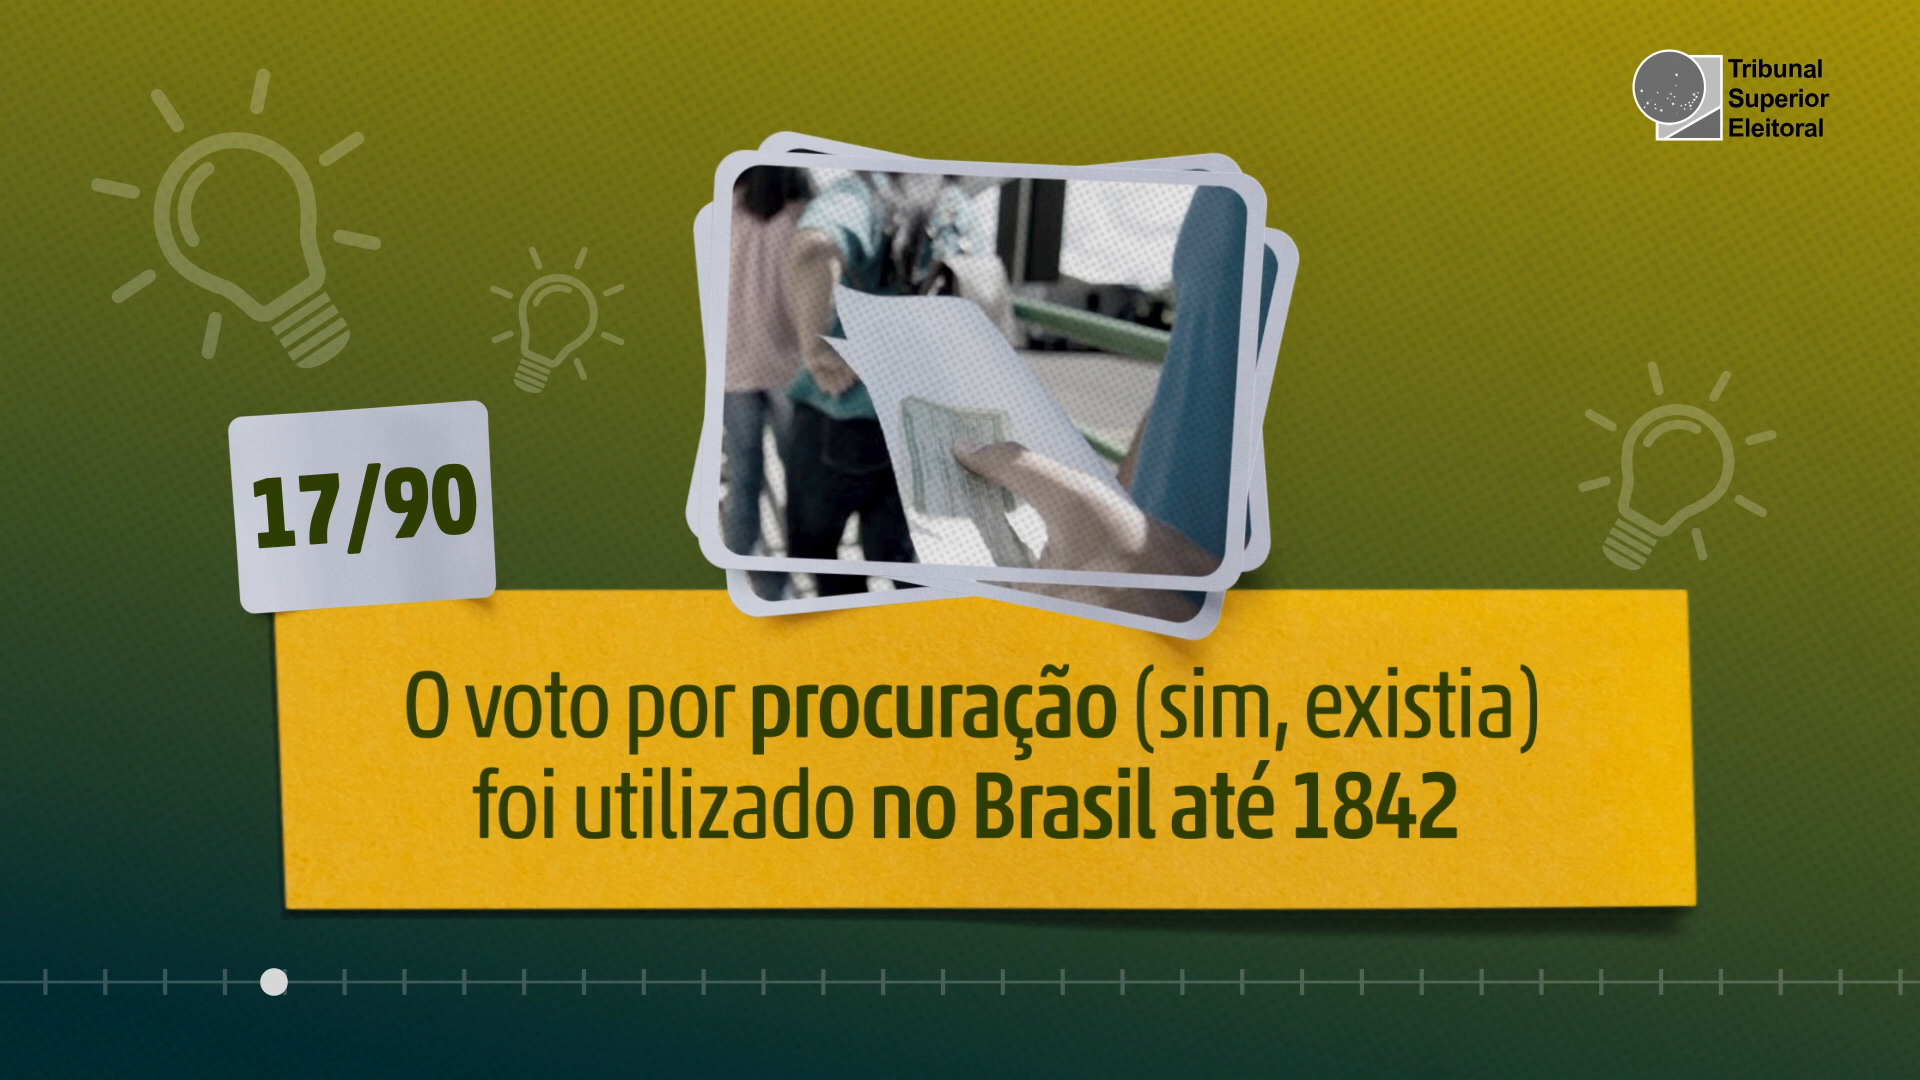 Tribunal
Superior
Eleitoral
17/90
O voto por procuração (sim, existia)
foi utilizado no Brasil até 1842